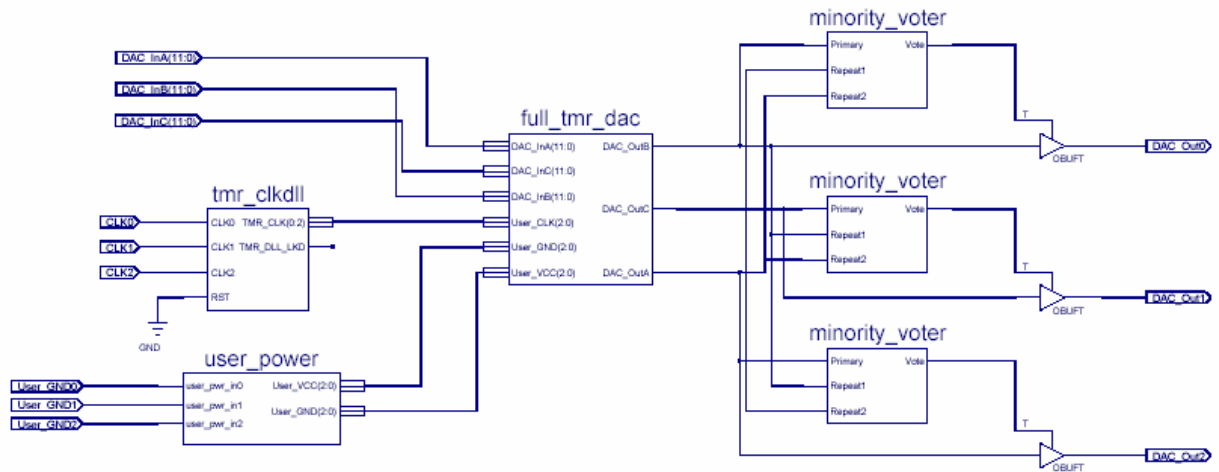 minority_voter
Primary Vote
Repeat1
Repeat2
T
OBUFT
DAC_Out0
DAC_InA(11:0)
DAC_InB(11:0)
DAC_InC(11:0)
full_tmr_dac
DAC_InA(11:0) DAC_OutB
DAC_InC(11:0)
DAC_InB(11:0)
User_CLK(2:0) DAC_OutC
User_GND(2:0)
User_VCC(2:0) DAC_OutA
minority_voter
Primary Vote
Repeat1
Repeat2
T
OBUFT
DAC_Out1
tmr_clkdll
CLK0 CLK0 TMR_CLK(0:2)
CLK1 CLK1 TMR_DLL_LKD
CLK2 CLK2
RST
GND
minority_voter
Primary Vote
Repeat1
Repeat2
T
OBUFT
DAC_Out2
user_power
User_GND0 user_pwr_in0 User_VCC(2:0)
User_GND1 user_pwr_in1 User_GND(2:0)
User_GND2 user_pwr_in2